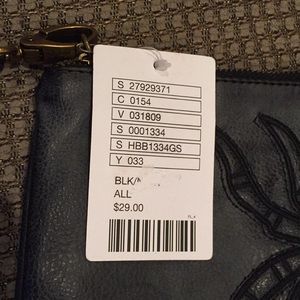 S 27929371
C 0154
V 031809
S 0001334
S HBB1334GS
Y 033
BLK/
ALL
$29.00